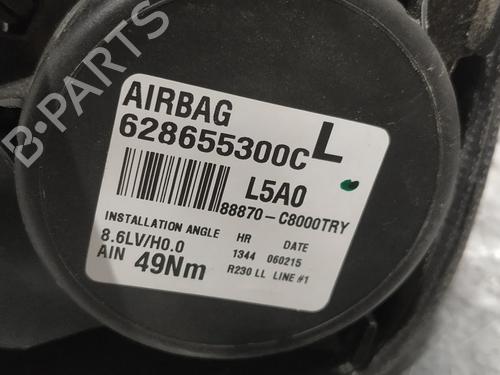 B-PARTS
AIRBAG
628655300C L
L5A0
88870-C8000TRY
INSTALLATION ANGLE HR DATE
8.6LV/H0.0 1344 060215
AIN 49Nm R230 LL LINE #1